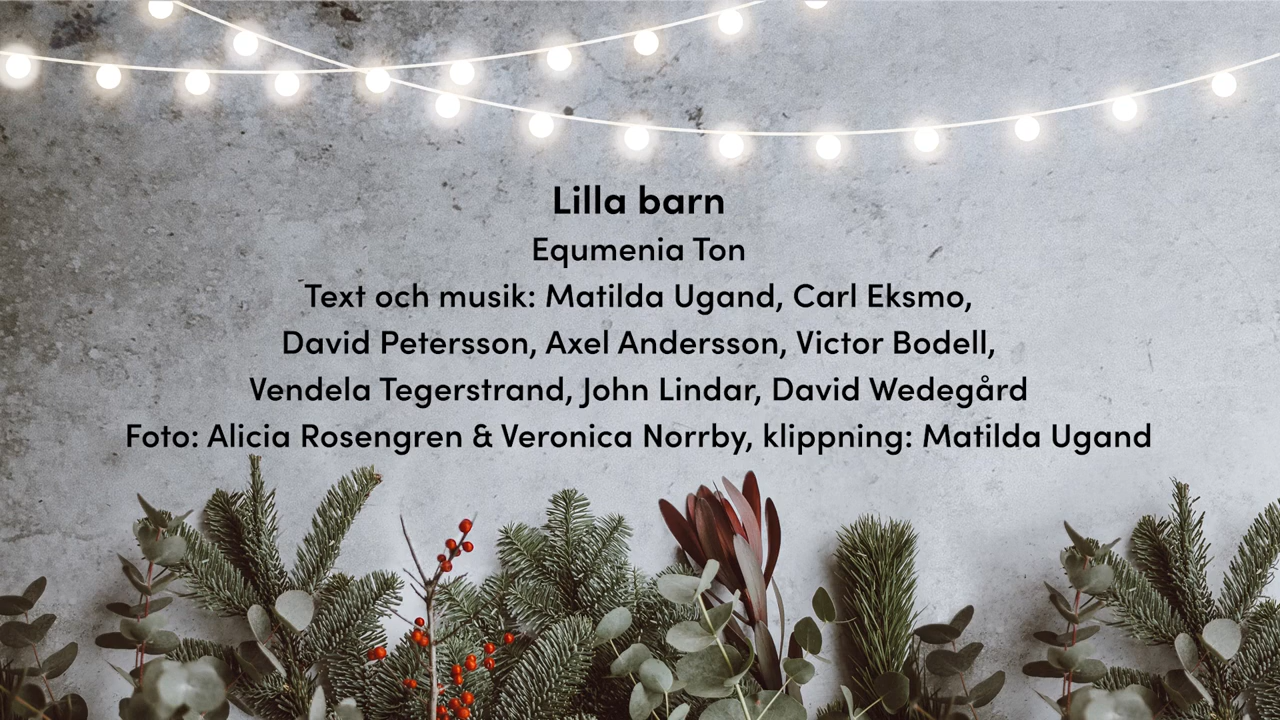 Lilla barn
Equmenia Ton
Text och musik: Matilda Ugand, Carl Eksmo,
David Petersson, Axel Andersson, Victor Bodell,
Vendela Tegerstrand, John Lindar, David Wedegård
Foto: Alicia Rosengren & Veronica Norrby, klippning: Matilda Ugand